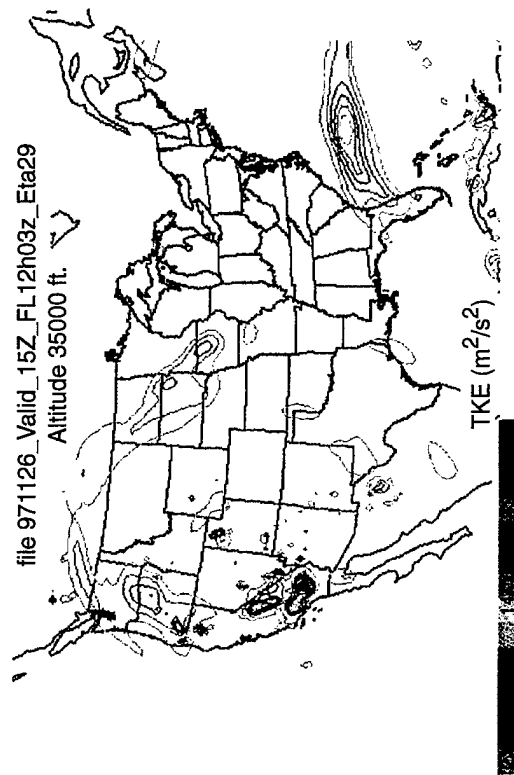 file 971126_Valid_15Z_FL12h03z_Eta29
Altitude 35000 ft.
TKE (m²/s²)